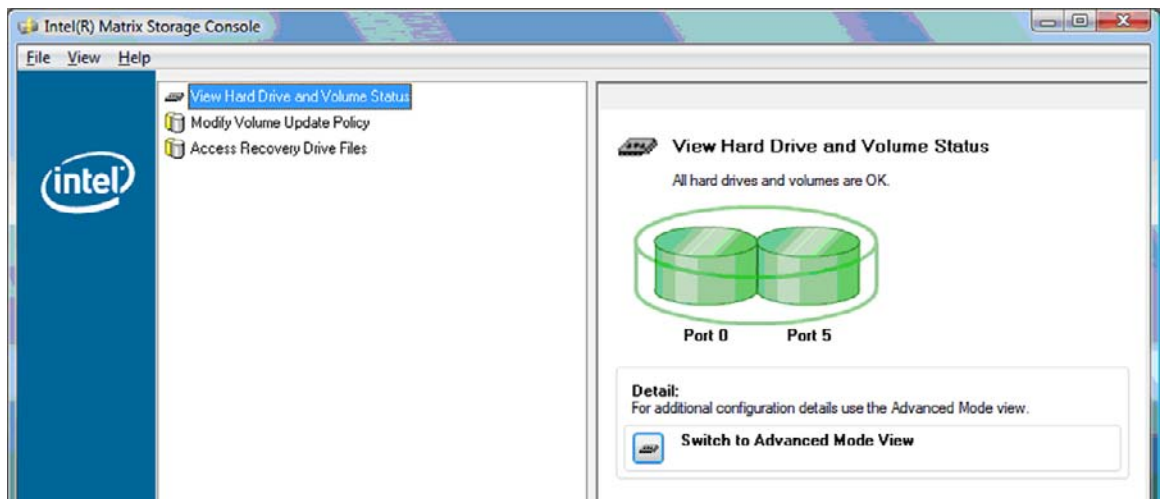 Intel(R) Matrix Storage Console
File View Help
intel
View Hard Drive and Volume Status
Modify Volume Update Policy
Access Recovery Drive Files
View Hard Drive and Volume Status
All hard drives and volumes are OK.
Port 0 Port 5
Detail:
For additional configuration details use the Advanced Mode view.
Switch to Advanced Mode View